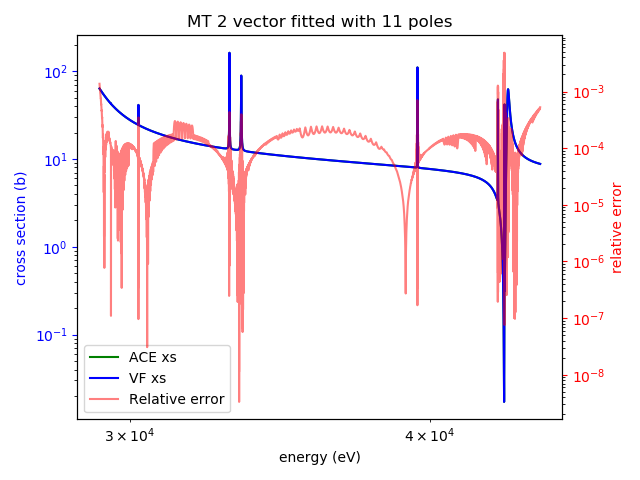 MT 2 vector fitted with 11 poles
10²
10¹
10⁰
10⁻¹
cross section (b)
10⁻³
10⁻⁴
10⁻⁵
10⁻⁶
10⁻⁷
10⁻⁸
relative error
ACE xs
VF xs
Relative error
3 × 10⁴
4 × 10⁴
energy (eV)